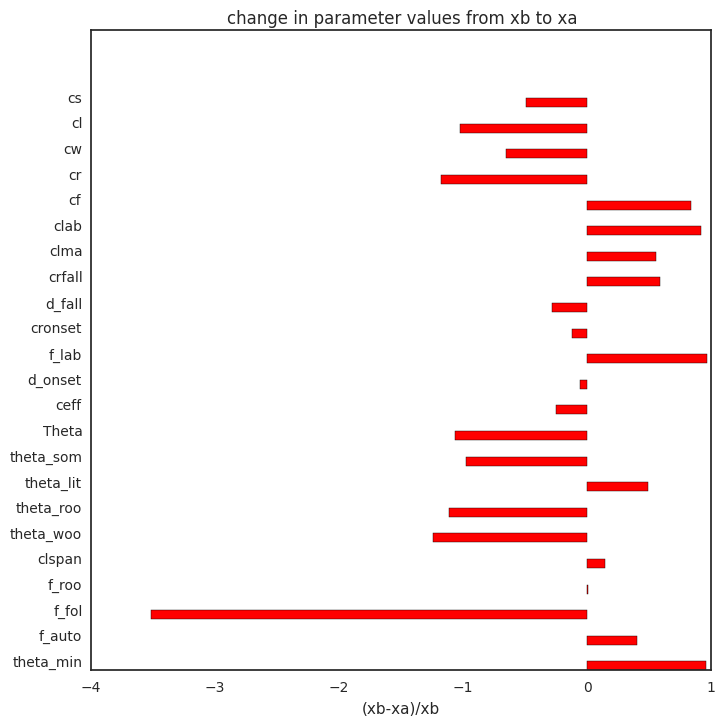 change in parameter values from xb to xa
cs
cl
cw
cr
cf
clab
clma
crfall
d_fall
cronset
f_lab
d_onset
ceff
Theta
theta_som
theta_lit
theta_roo
theta_woo
clspan
f_roo
f_fol
f_auto
theta_min
−4 −3 −2 −1 0 1
(xb-xa)/xb